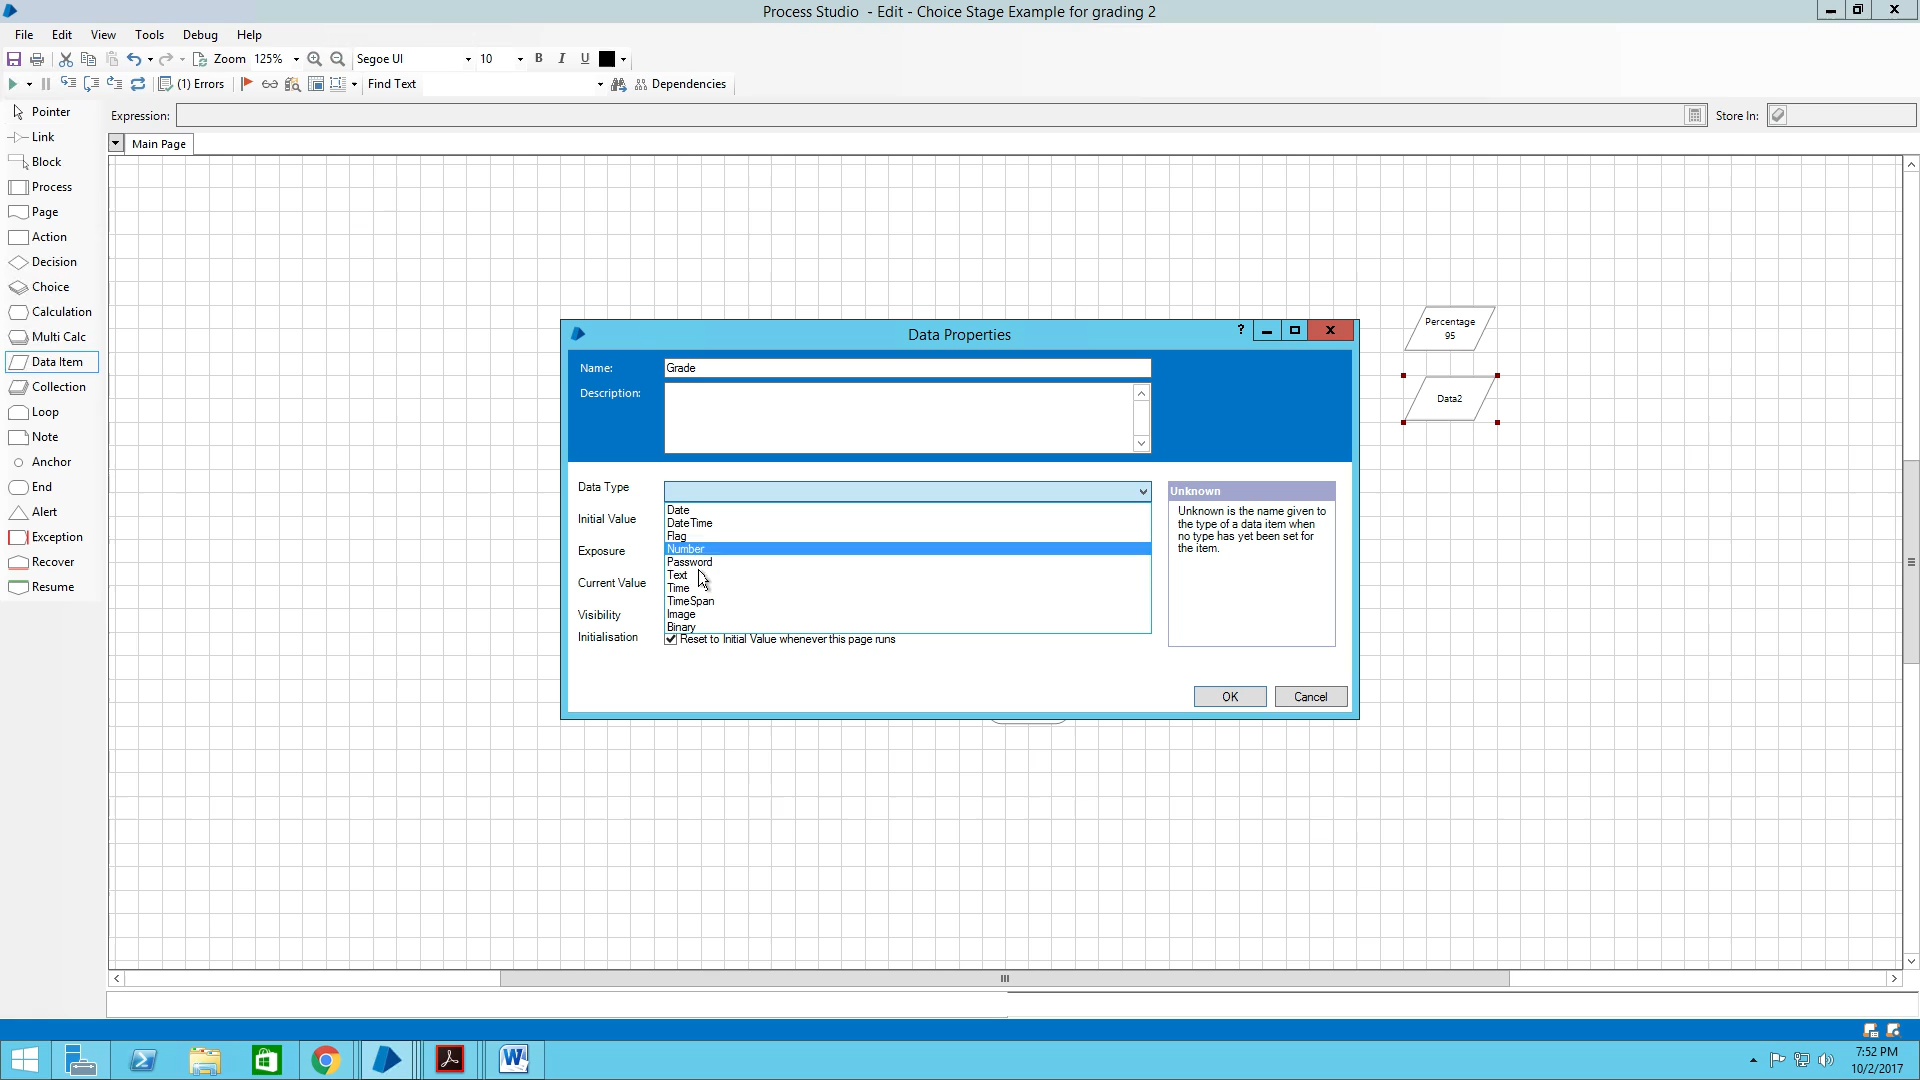 Process Studio - Edit - Choice Stage Example for grading 2
File Edit View Tools Debug Help
Zoom 125% Segoe UI 10 B I U
(1) Errors Find Text Dependencies
Expression: Store In:
Main Page
Pointer
Link
Block
Process
Page
Action
Decision
Choice
Calculation
Multi Calc
Data Item
Collection
Loop
Note
Anchor
End
Alert
Exception
Recover
Resume
Percentage
95
Data2
Data Properties
?
Name: Grade
Description:
Data Type
Initial Value
Exposure
Current Value
Visibility
Initialisation
Date
DateTime
Flag
Number
Password
Text
Time
TimeSpan
Image
Binary
Reset to Initial Value whenever this page runs
Unknown
Unknown is the name given to
the type of a data item when
no type has yet been set for
the item.
OK Cancel
7:52 PM
10/2/2017